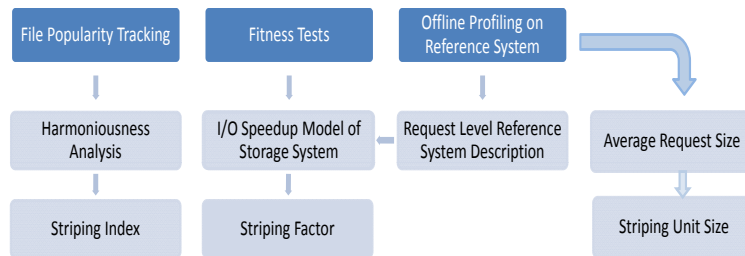 File Popularity Tracking
Fitness Tests
Offline Profiling on
Reference System
Harmoniousness
Analysis
I/O Speedup Model of
Storage System
Request Level Reference
System Description
Average Request Size
Striping Index
Striping Factor
Striping Unit Size